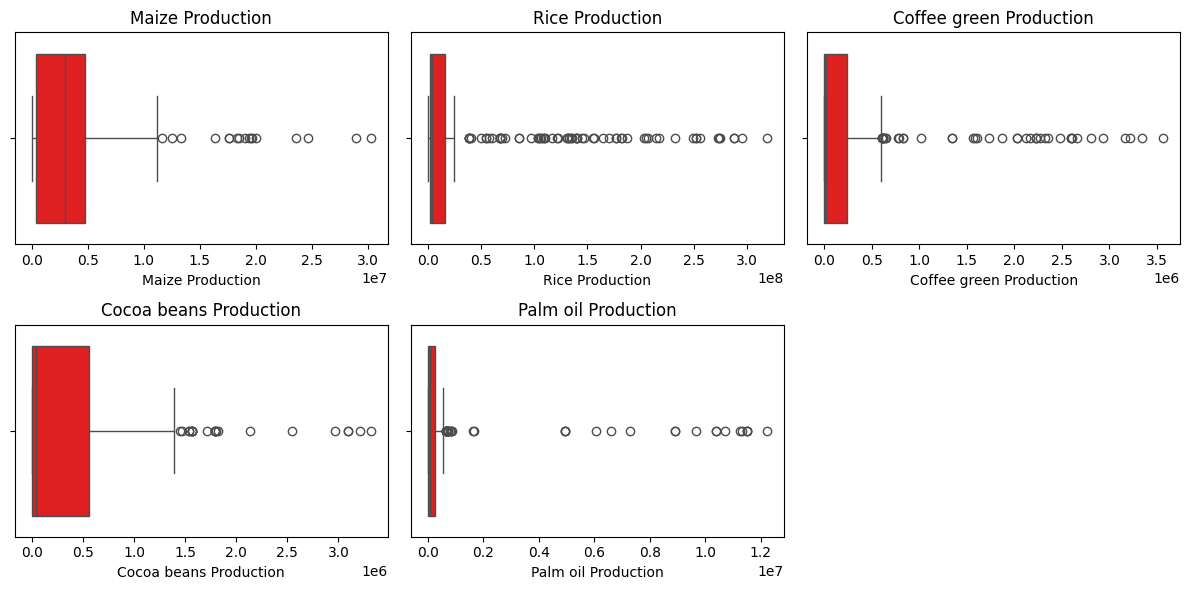 Maize Production
Rice Production
Coffee green Production
0.0 0.5 1.0 1.5 2.0 2.5 3.0
1e7
Maize Production
0.0 0.5 1.0 1.5 2.0 2.5 3.0
1e8
Rice Production
0.0 0.5 1.0 1.5 2.0 2.5 3.0 3.5
1e6
Coffee green Production
Cocoa beans Production
Palm oil Production
0.0 0.5 1.0 1.5 2.0 2.5 3.0
1e6
Cocoa beans Production
0.0 0.2 0.4 0.6 0.8 1.0 1.2
1e7
Palm oil Production